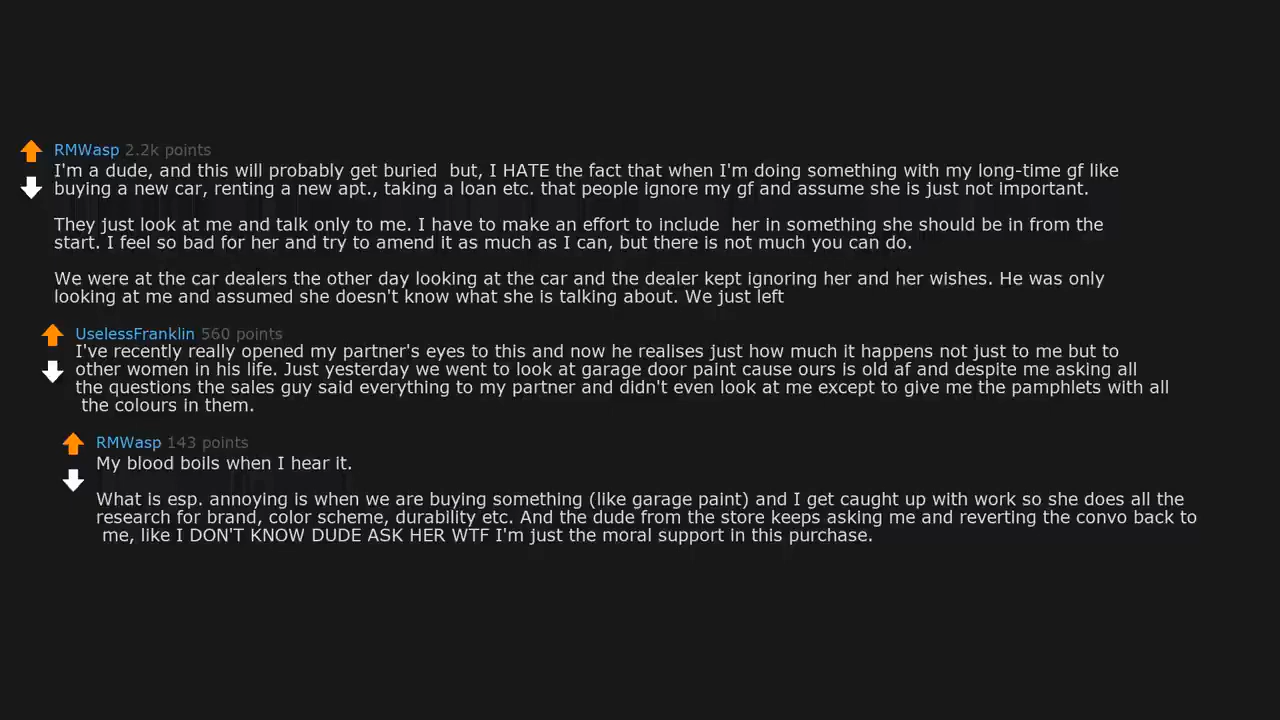 RMWasp 2.2k points
I'm a dude, and this will probably get buried  but, I HATE the fact that when I'm doing something with my long-time gf like
buying a new car, renting a new apt., taking a loan etc. that people ignore my gf and assume she is just not important.
They just look at me and talk only to me. I have to make an effort to include  her in something she should be in from the
start. I feel so bad for her and try to amend it as much as I can, but there is not much you can do.
We were at the car dealers the other day looking at the car and the dealer kept ignoring her and her wishes. He was only
looking at me and assumed she doesn't know what she is talking about. We just left
UselessFranklin 560 points
I've recently really opened my partner's eyes to this and now he realises just how much it happens not just to me but to
other women in his life. Just yesterday we went to look at garage door paint cause ours is old af and despite me asking all
the questions the sales guy said everything to my partner and didn't even look at me except to give me the pamphlets with all
the colours in them.
RMWasp 143 points
My blood boils when I hear it.
What is esp. annoying is when we are buying something (like garage paint) and I get caught up with work so she does all the
research for brand, color scheme, durability etc. And the dude from the store keeps asking me and reverting the convo back to
me, like I DON'T KNOW DUDE ASK HER WTF I'm just the moral support in this purchase.